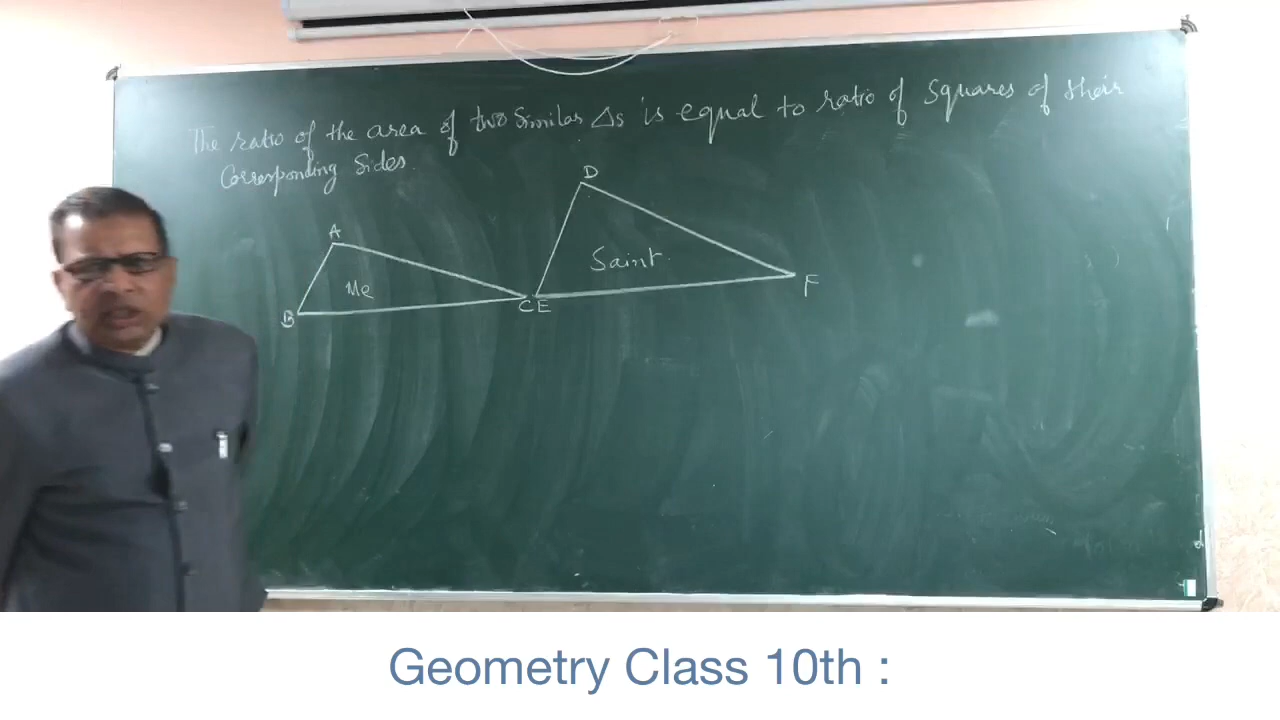 The ratio of the area of two Similar Δs is equal to ratio of Squares of their
Corresponding Sides
D
A
Saint
Me
B
C E
F
Geometry Class 10th :